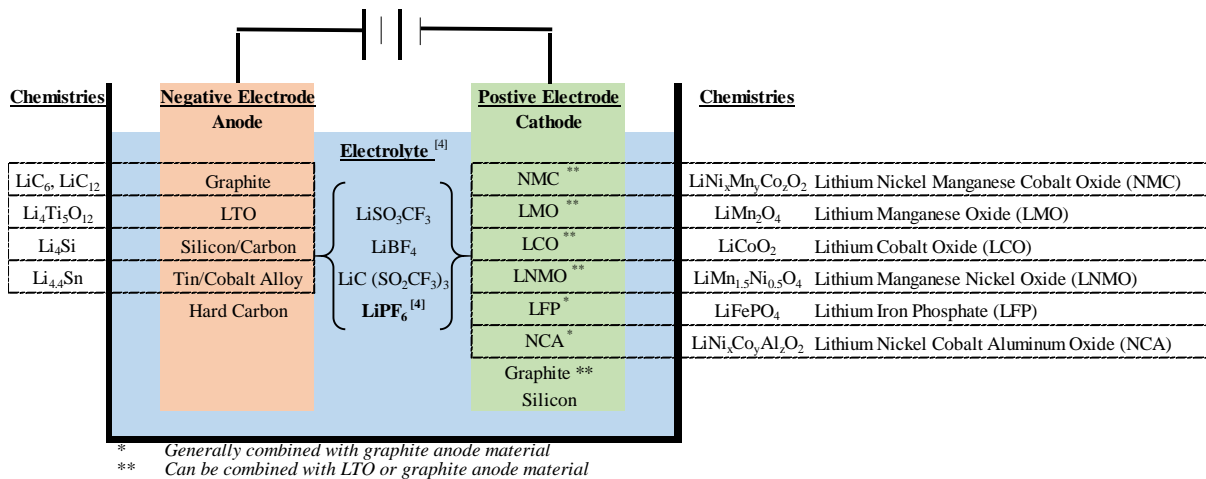 Chemistries Negative Electrode Postive Electrode Chemistries
Anode Cathode
Electrolyte [4]
LiC6, LiC12 Graphite NMC ** LiNixMnyCozO2 Lithium Nickel Manganese Cobalt Oxide (NMC)
Li4Ti5O12 LTO LiSO3CF3 LMO ** LiMn2O4 Lithium Manganese Oxide (LMO)
Li4Si Silicon/Carbon LiBF4 LCO ** LiCoO2 Lithium Cobalt Oxide (LCO)
Li4.4Sn Tin/Cobalt Alloy LiC (SO2CF3)3 LNMO ** LiMn1.5Ni0.5O4 Lithium Manganese Nickel Oxide (LNMO)
Hard Carbon LiPF6 [4] LFP * LiFePO4 Lithium Iron Phosphate (LFP)
NCA * LiNixCoyAlzO2 Lithium Nickel Cobalt Aluminum Oxide (NCA)
Graphite **
Silicon
* Generally combined with graphite anode material
** Can be combined with LTO or graphite anode material